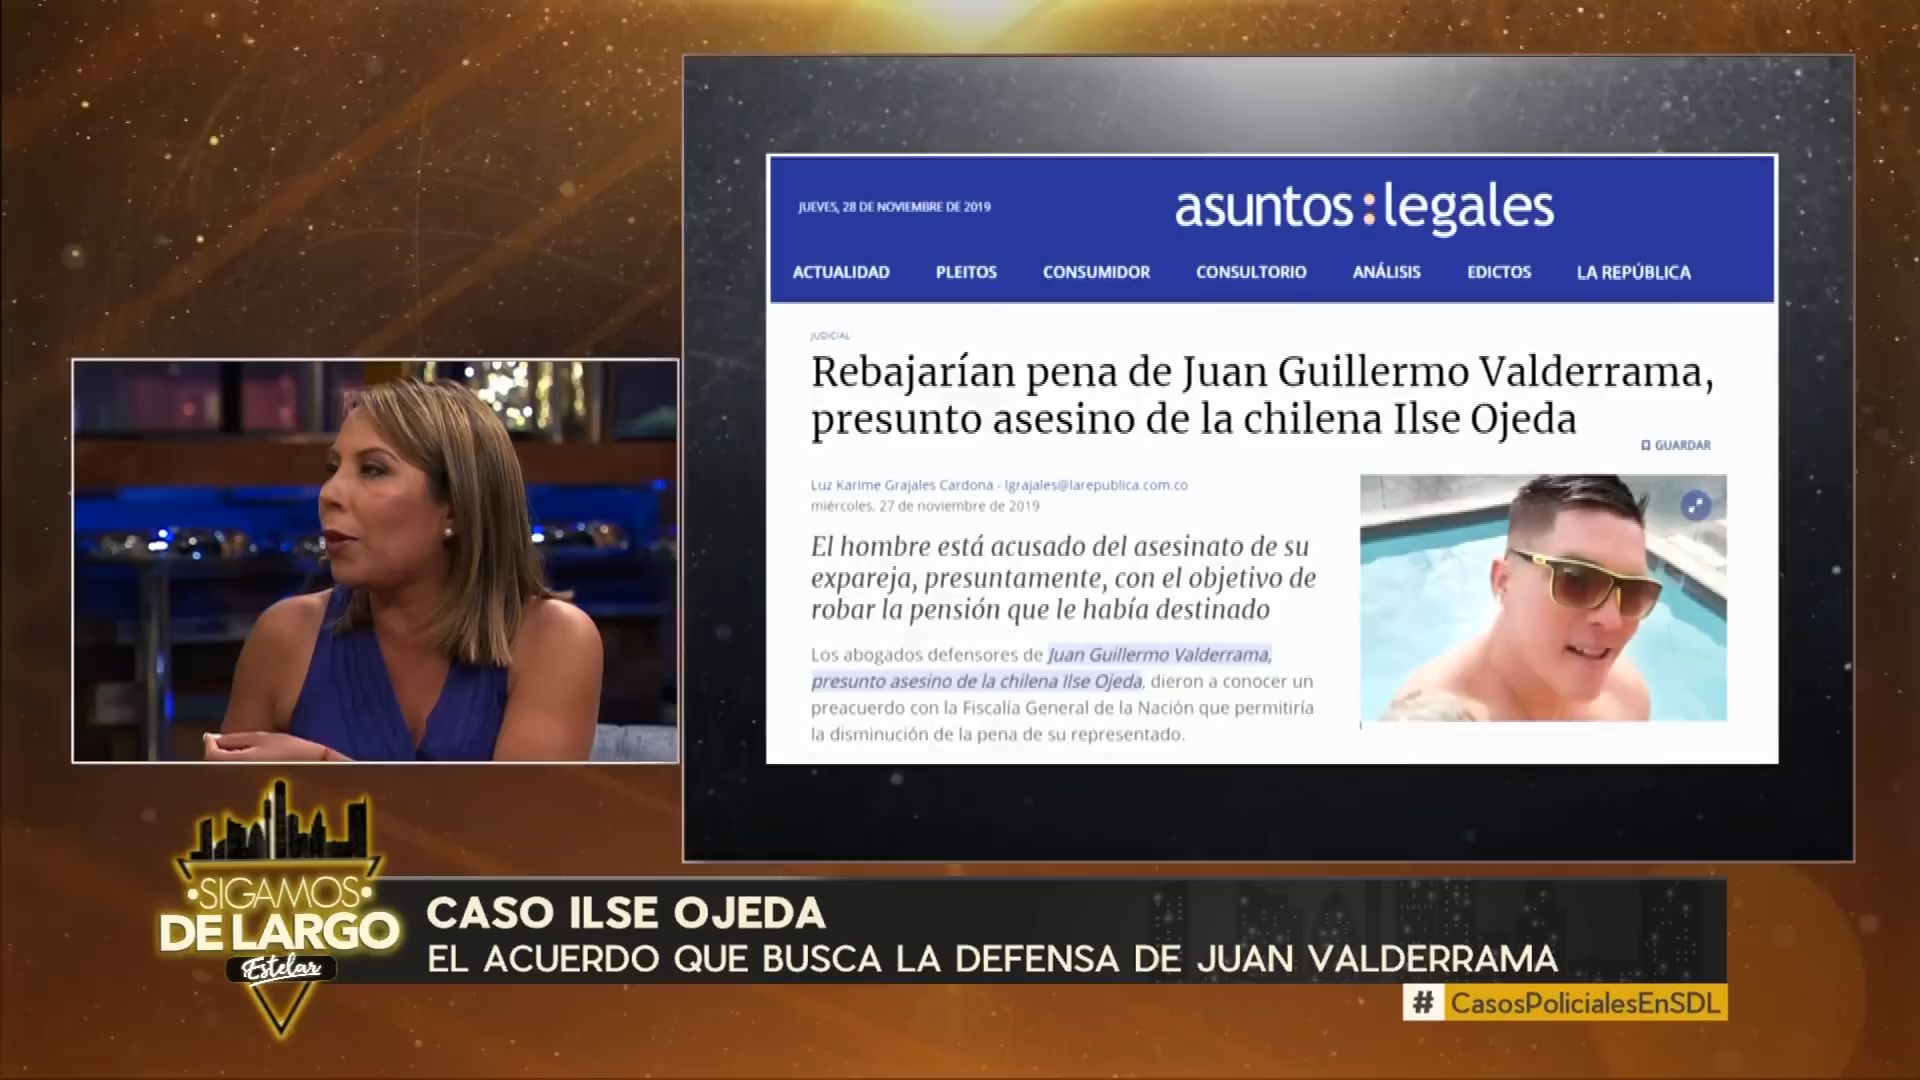 JUEVES, 28 DE NOVIEMBRE DE 2019
asuntos:legales
ACTUALIDAD PLEITOS CONSUMIDOR CONSULTORIO ANÁLISIS EDICTOS LA REPÚBLICA
JUDICIAL
Rebajarían pena de Juan Guillermo Valderrama,
presunto asesino de la chilena Ilse Ojeda
GUARDAR
Luz Karime Grajales Cardona - lgrajales@larepublica.com.co
miércoles, 27 de noviembre de 2019
El hombre está acusado del asesinato de su
expareja, presuntamente, con el objetivo de
robar la pensión que le había destinado
Los abogados defensores de Juan Guillermo Valderrama,
presunto asesino de la chilena Ilse Ojeda, dieron a conocer un
preacuerdo con la Fiscalía General de la Nación que permitiría
la disminución de la pena de su representado.
•SIGAMOS•
DE LARGO
Estelar
CASO ILSE OJEDA
EL ACUERDO QUE BUSCA LA DEFENSA DE JUAN VALDERRAMA
# CasosPolicialesEnSDL